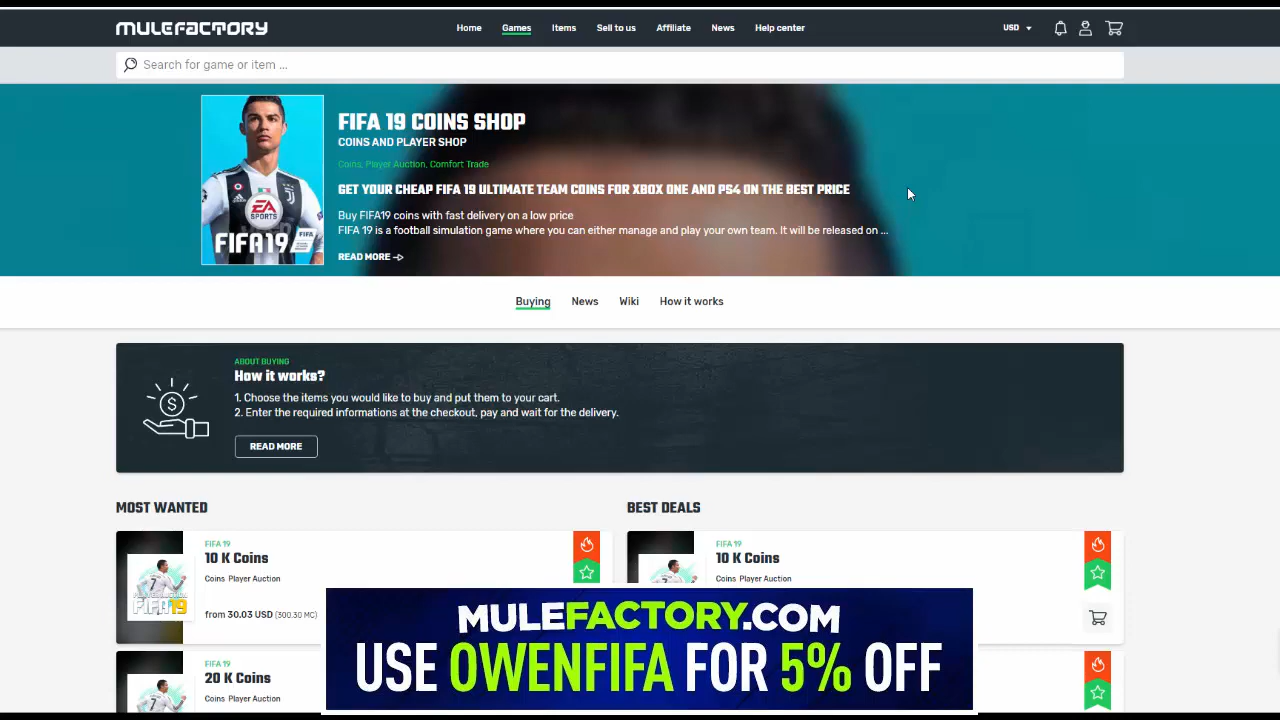 MULEFACTORY
Home Games Items Sell to us Affiliate News Help center
USD
Search for game or item ...
FIFA 19 COINS SHOP
COINS AND PLAYER SHOP
Coins, Player Auction, Comfort Trade
GET YOUR CHEAP FIFA 19 ULTIMATE TEAM COINS FOR XBOX ONE AND PS4 ON THE BEST PRICE
Buy FIFA19 coins with fast delivery on a low price
FIFA 19 is a football simulation game where you can either manage and play your own team. It will be released on ...
READ MORE
EA
SPORTS
FIFA19
FIFA
Buying News Wiki How it works
ABOUT BUYING
How it works?
1. Choose the items you would like to buy and put them to your cart.
2. Enter the required informations at the checkout, pay and wait for the delivery.
READ MORE
MOST WANTED
FIFA 19
10 K Coins
Coins Player Auction
from 30.03 USD (300.30 MC)
7
FIFA19
FIFA 19
20 K Coins
Coins Player Auction
BEST DEALS
FIFA 19
10 K Coins
Coins Player Auction
MULEFACTORY.COM
USE OWENFIFA FOR 5% OFF